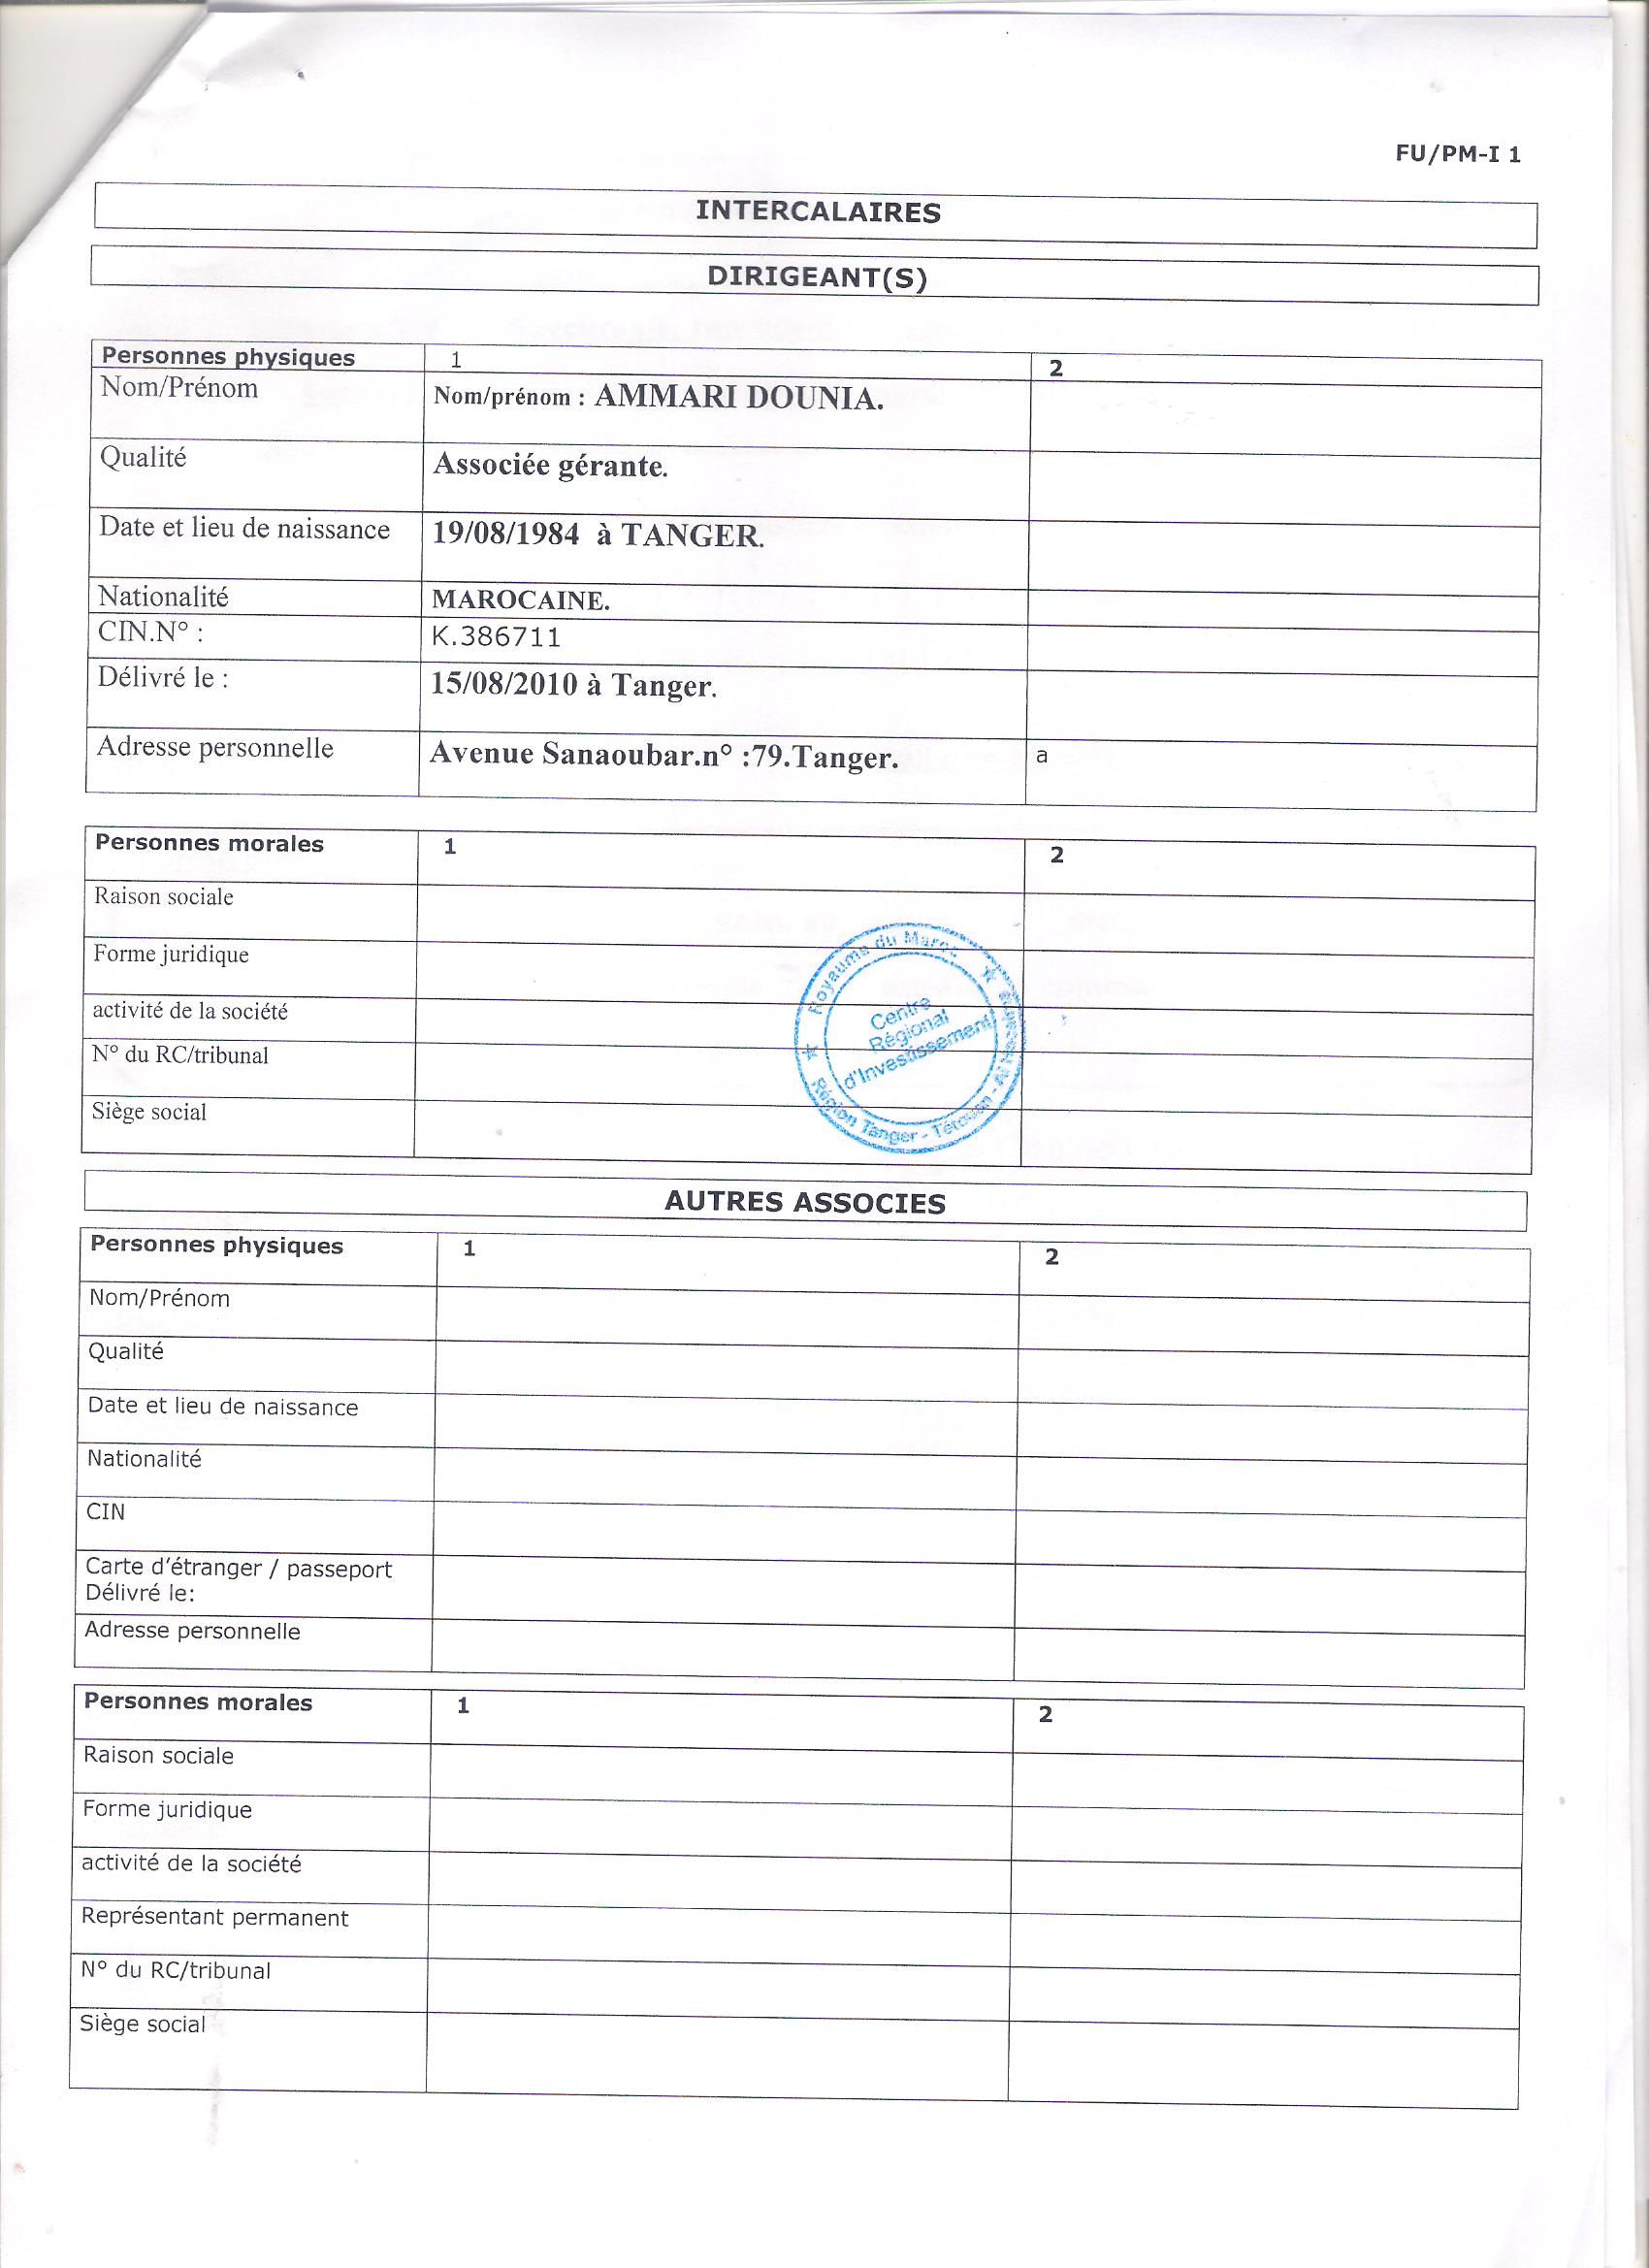 FU/PM-I 1
INTERCALAIRES
DIRIGEANT(S)
Personnes physiques 1 2
Nom/Prénom Nom/prénom : AMMARI DOUNIA.
Qualité Associée gérante.
Date et lieu de naissance 19/08/1984 à TANGER.
Nationalité MAROCAINE.
CIN.N° : K.386711
Délivré le : 15/08/2010 à Tanger.
Adresse personnelle Avenue Sanaoubar.n° :79.Tanger. a
Personnes morales 1 2
Raison sociale
Forme juridique
activité de la société
N° du RC/tribunal
Siège social
Royaume du Maroc
Centre
Régional
d'Investissement
Région Tanger - Tétouan - Al Hoceima
AUTRES ASSOCIES
Personnes physiques 1 2
Nom/Prénom
Qualité
Date et lieu de naissance
Nationalité
CIN
Carte d'étranger / passeport
Délivré le:
Adresse personnelle
Personnes morales 1 2
Raison sociale
Forme juridique
activité de la société
Représentant permanent
N° du RC/tribunal
Siège social